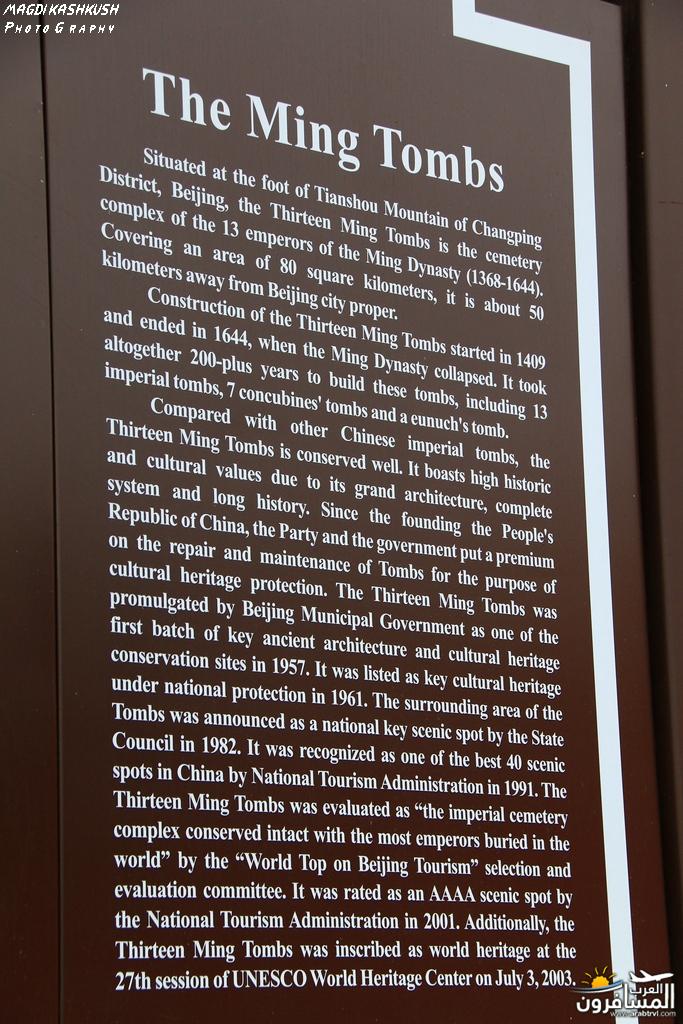 MAGDI KASHKUSH
PHOTOGRAPHY
The Ming Tombs
Situated at the foot of Tianshou Mountain of Changping
District, Beijing, the Thirteen Ming Tombs is the cemetery
complex of the 13 emperors of the Ming Dynasty (1368-1644).
Covering an area of 80 square kilometers, it is about 50
kilometers away from Beijing city proper.
Construction of the Thirteen Ming Tombs started in 1409
and ended in 1644, when the Ming Dynasty collapsed. It took
altogether 200-plus years to build these tombs, including 13
imperial tombs, 7 concubines' tombs and a eunuch's tomb.
Compared with other Chinese imperial tombs, the
Thirteen Ming Tombs is conserved well. It boasts high historic
and cultural values due to its grand architecture, complete
system and long history. Since the founding the People's
Republic of China, the Party and the government put a premium
on the repair and maintenance of Tombs for the purpose of
cultural heritage protection. The Thirteen Ming Tombs was
promulgated by Beijing Municipal Government as one of the
first batch of key ancient architecture and cultural heritage
conservation sites in 1957. It was listed as key cultural heritage
under national protection in 1961. The surrounding area of the
Tombs was announced as a national key scenic spot by the State
Council in 1982. It was recognized as one of the best 40 scenic
spots in China by National Tourism Administration in 1991. The
Thirteen Ming Tombs was evaluated as “the imperial cemetery
complex conserved intact with the most emperors buried in the
world” by the “World Top on Beijing Tourism” selection and
evaluation committee. It was rated as an AAAA scenic spot by
the National Tourism Administration in 2001. Additionally, the
Thirteen Ming Tombs was inscribed as world heritage at the
27th session of UNESCO World Heritage Center on July 3, 2003.
العرب
المسافرون
www.arabtrvl.com